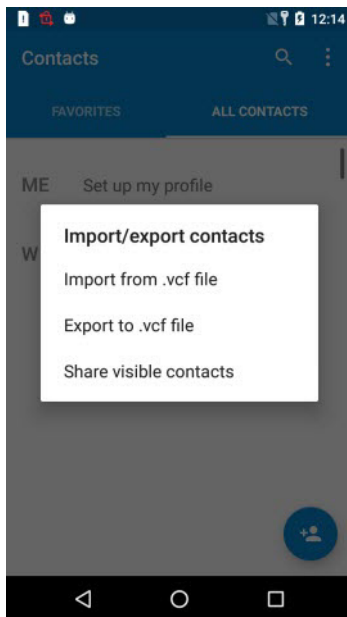 12:14
Contacts
FAVORITES
ALL CONTACTS
ME
Set up my profile
W
Import/export contacts
Import from .vcf file
Export to .vcf file
Share visible contacts